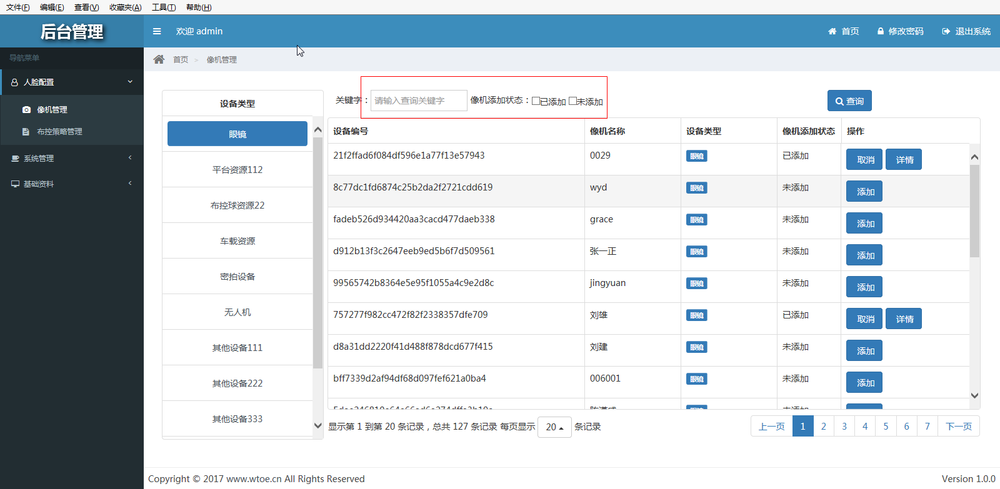 文件(F) 编辑(E) 查看(V) 收藏夹(A) 工具(T) 帮助(H)
后台管理
欢迎 admin
首页 修改密码 退出系统
导航菜单
首页 > 像机管理
人脸配置
像机管理
布控策略管理
系统管理
基础资料
设备类型
眼镜
平台资源112
布控球资源22
车载资源
密拍设备
无人机
其他设备111
其他设备222
其他设备333
关键字： 请输入查询关键字 像机添加状态：已添加 未添加
查询
设备编号 像机名称 设备类型 像机添加状态 操作
21f2ffad6f084df596e1a77f13e57943 0029 眼镜 已添加 取消 详情
8c77dc1fd6874c25b2da2f2721cdd619 wyd 眼镜 未添加 添加
fadeb526d934420aa3cacd477daeb338 grace 眼镜 未添加 添加
d912b13f3c2647eeb9ed5b6f7d509561 张一正 眼镜 未添加 添加
99565742b8364e5e95f1055a4c9e2d8c jingyuan 眼镜 未添加 添加
757277f982cc472f82f2338357dfe709 刘雄 眼镜 已添加 取消 详情
d8a31dd2220f41d488f878dcd677f415 刘建 眼镜 未添加 添加
bff7339d2af94df68d097fef621a0ba4 006001 眼镜 未添加 添加
显示第 1 到第 20 条记录，总共 127 条记录 每页显示 20 条记录
上一页 1 2 3 4 5 6 7 下一页
Copyright © 2017 www.wtoe.cn All Rights Reserved
Version 1.0.0